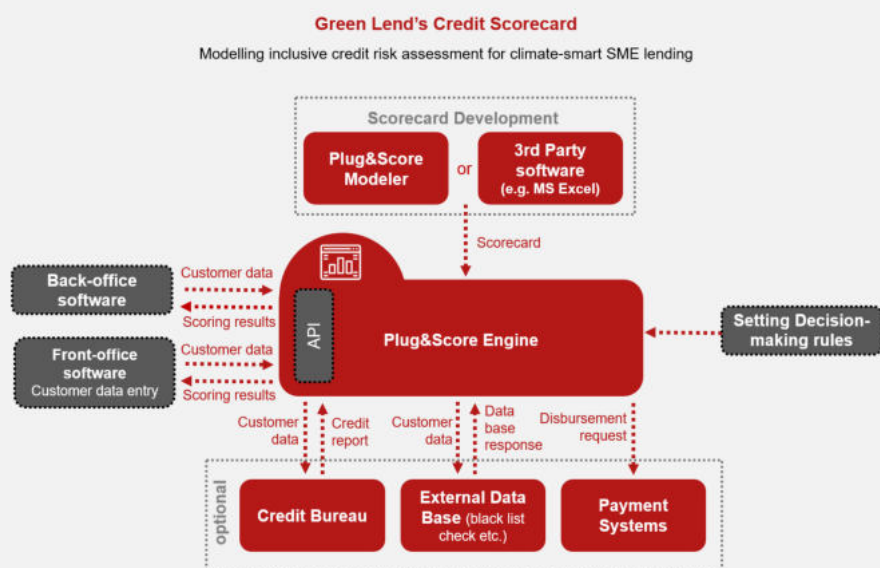 Green Lend's Credit Scorecard
Modelling inclusive credit risk assessment for climate-smart SME lending
Scorecard Development
Plug&Score
Modeler
or
3rd Party
software
(e.g. MS Excel)
Scorecard
Back-office
software
Customer data
Scoring results
Front-office
software
Customer data entry
Customer data
Scoring results
API
Plug&Score Engine
Setting Decision-
making rules
Customer
data
Credit
report
Customer
data
Data
base
response
Disbursement
request
optional
Credit Bureau
External Data
Base (black list
check etc.)
Payment
Systems